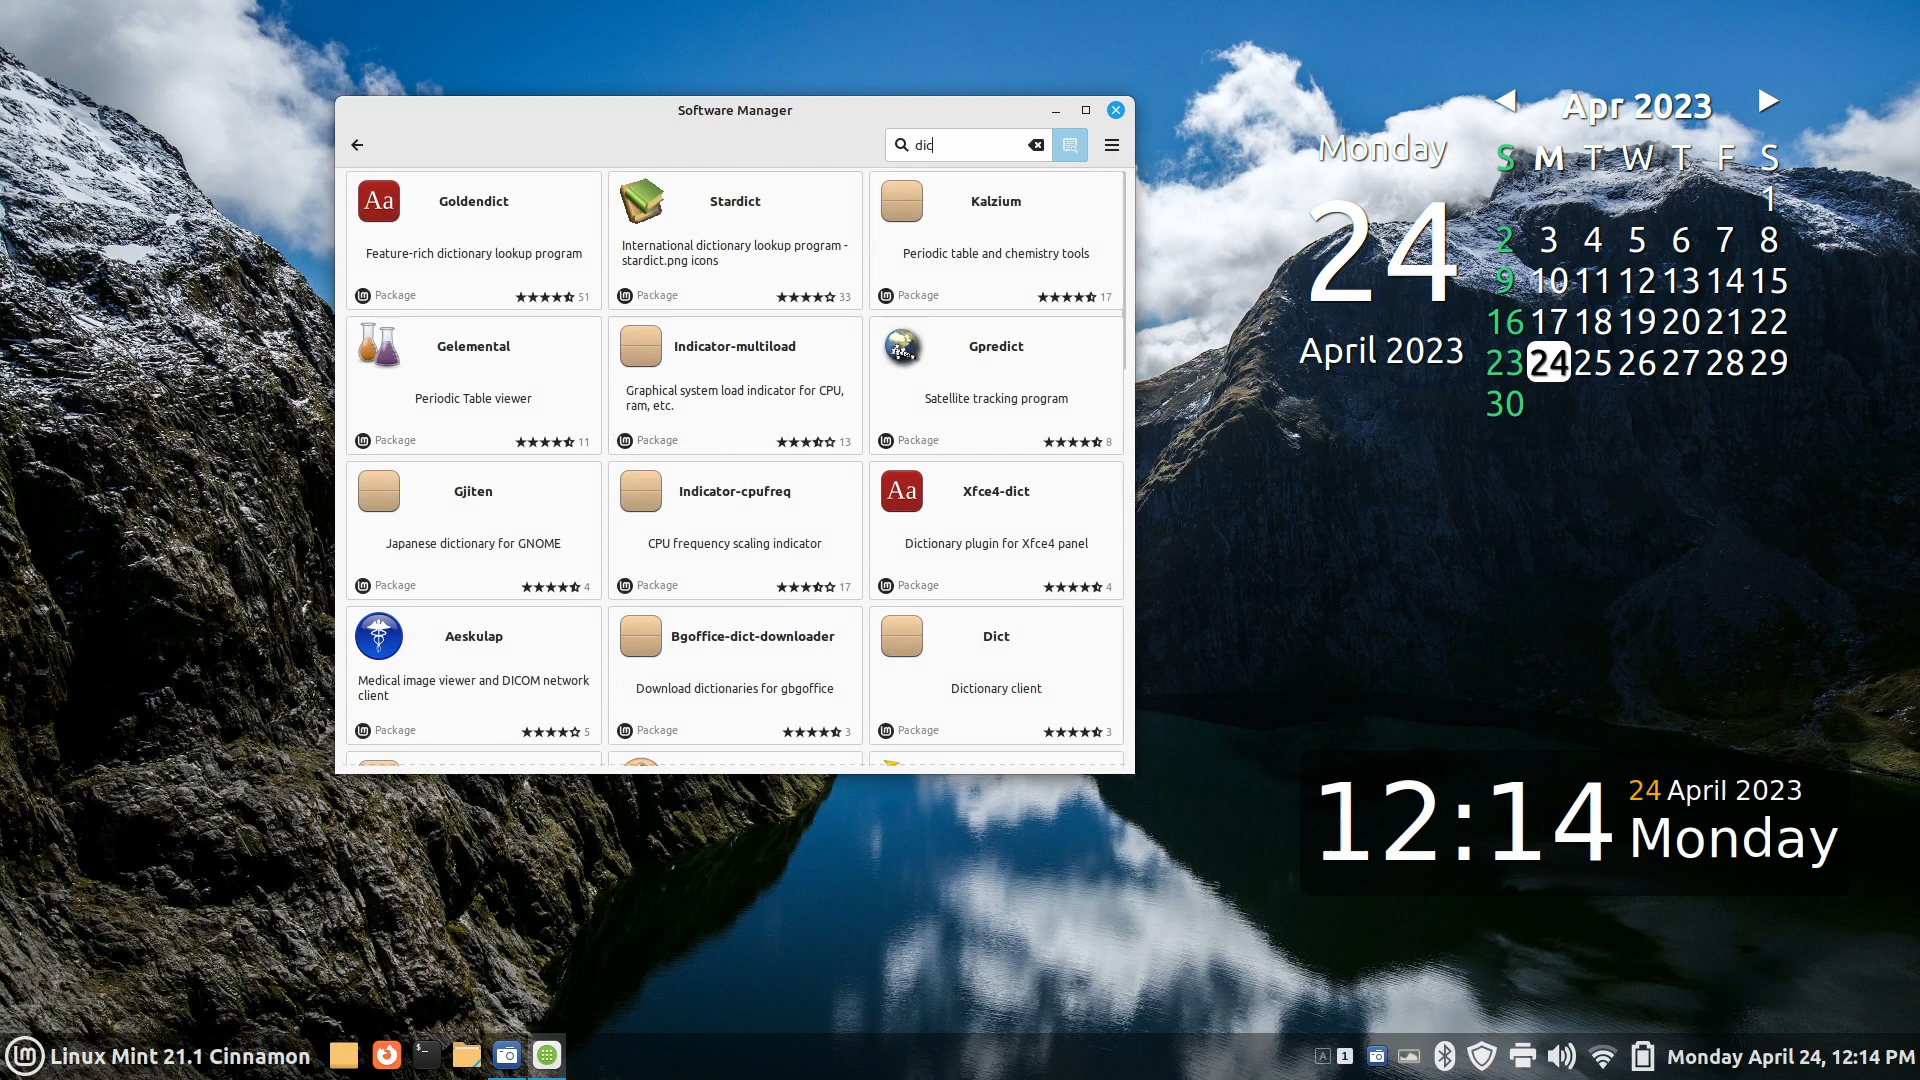 Software Manager
dic
Aa
Goldendict
Feature-rich dictionary lookup program
Package
51
Stardict
International dictionary lookup program -
stardict.png icons
Package
33
Kalzium
Periodic table and chemistry tools
Package
17
Gelemental
Periodic Table viewer
Package
11
Indicator-multiload
Graphical system load indicator for CPU,
ram, etc.
Package
13
Gpredict
Satellite tracking program
Package
8
Gjiten
Japanese dictionary for GNOME
Package
4
Indicator-cpufreq
CPU frequency scaling indicator
Package
17
Aa
Xfce4-dict
Dictionary plugin for Xfce4 panel
Package
4
Aeskulap
Medical image viewer and DICOM network
client
Package
5
Bgoffice-dict-downloader
Download dictionaries for gbgoffice
Package
3
Dict
Dictionary client
Package
3
Monday
24
April 2023
Apr 2023
S M T W T F S
1
2 3 4 5 6 7 8
9 10 11 12 13 14 15
16 17 18 19 20 21 22
23 24 25 26 27 28 29
30
12:14
24 April 2023
Monday
Linux Mint 21.1 Cinnamon
$_
A
1
Monday April 24, 12:14 PM